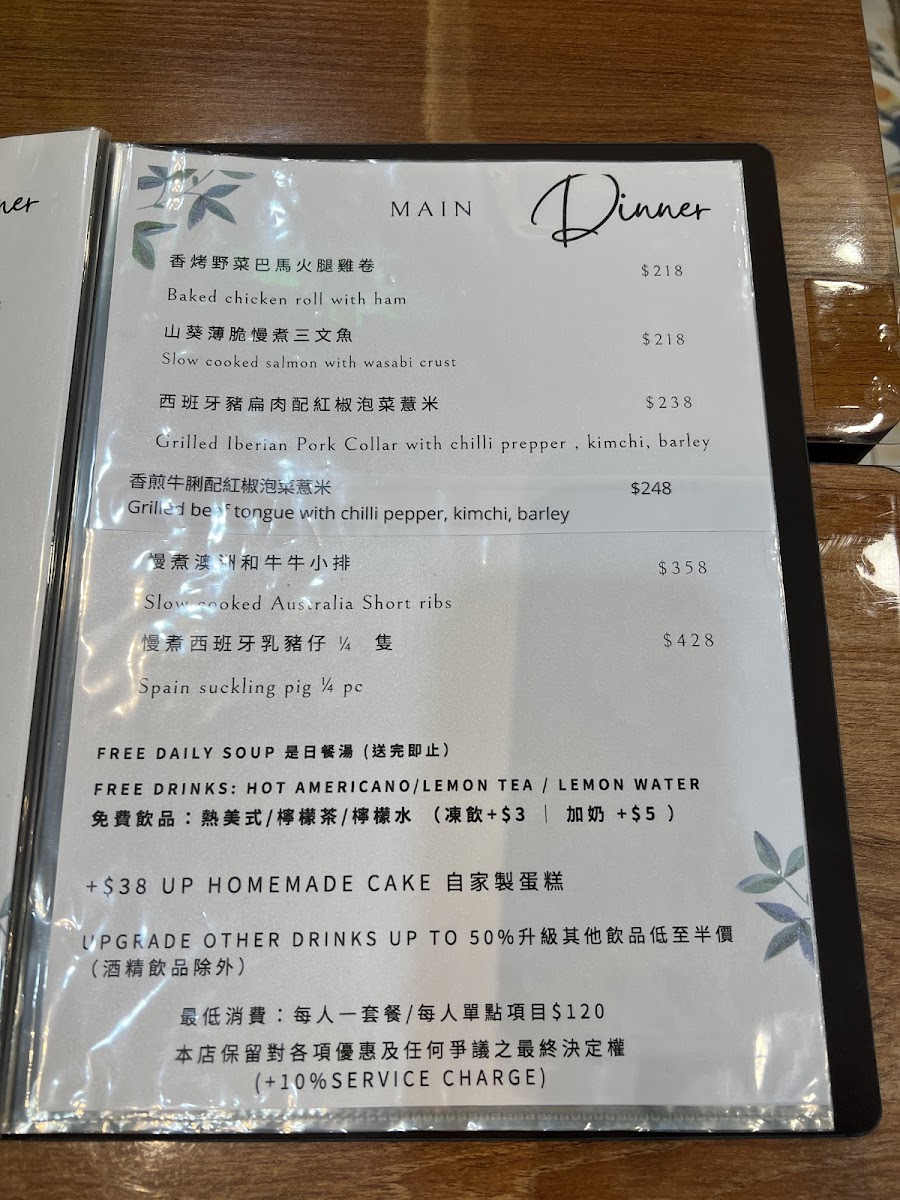 ner
MAIN
Dinner
香烤野菜巴馬火腿雞卷 $218
Baked chicken roll with ham
山葵薄脆慢煮三文魚 $218
Slow cooked salmon with wasabi crust
西班牙豬扁肉配紅椒泡菜薏米 $238
Grilled Iberian Pork Collar with chilli prepper , kimchi, barley
香煎牛脷配紅椒泡菜薏米 $248
Grilled beef tongue with chilli pepper, kimchi, barley
慢煮澳洲和牛牛小排 $358
Slow cooked Australia Short ribs
慢煮西班牙乳豬仔 ¼ 隻 $428
Spain suckling pig ¼ pc
FREE DAILY SOUP 是日餐湯 (送完即止)
FREE DRINKS: HOT AMERICANO/LEMON TEA / LEMON WATER
免費飲品：熱美式/檸檬茶/檸檬水 （凍飲+$3 ｜ 加奶 +$5 ）
+$38 UP HOMEMADE CAKE 自家製蛋糕
UPGRADE OTHER DRINKS UP TO 50%升級其他飲品低至半價
（酒精飲品除外）
最低消費：每人一套餐/每人單點項目$120
本店保留對各項優惠及任何爭議之最終決定權
(+10%SERVICE CHARGE)